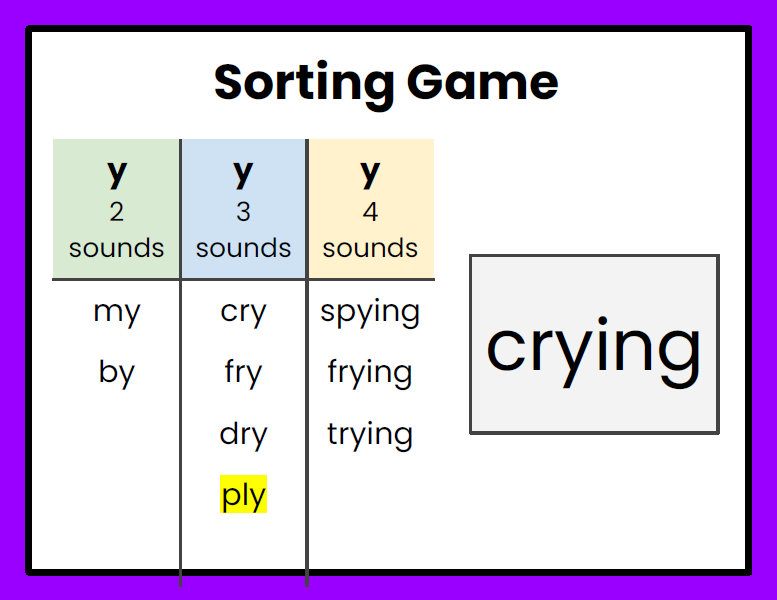 Sorting Game
y y y
2 3 4
sounds sounds sounds
my cry spying
by fry frying
dry trying
ply
crying